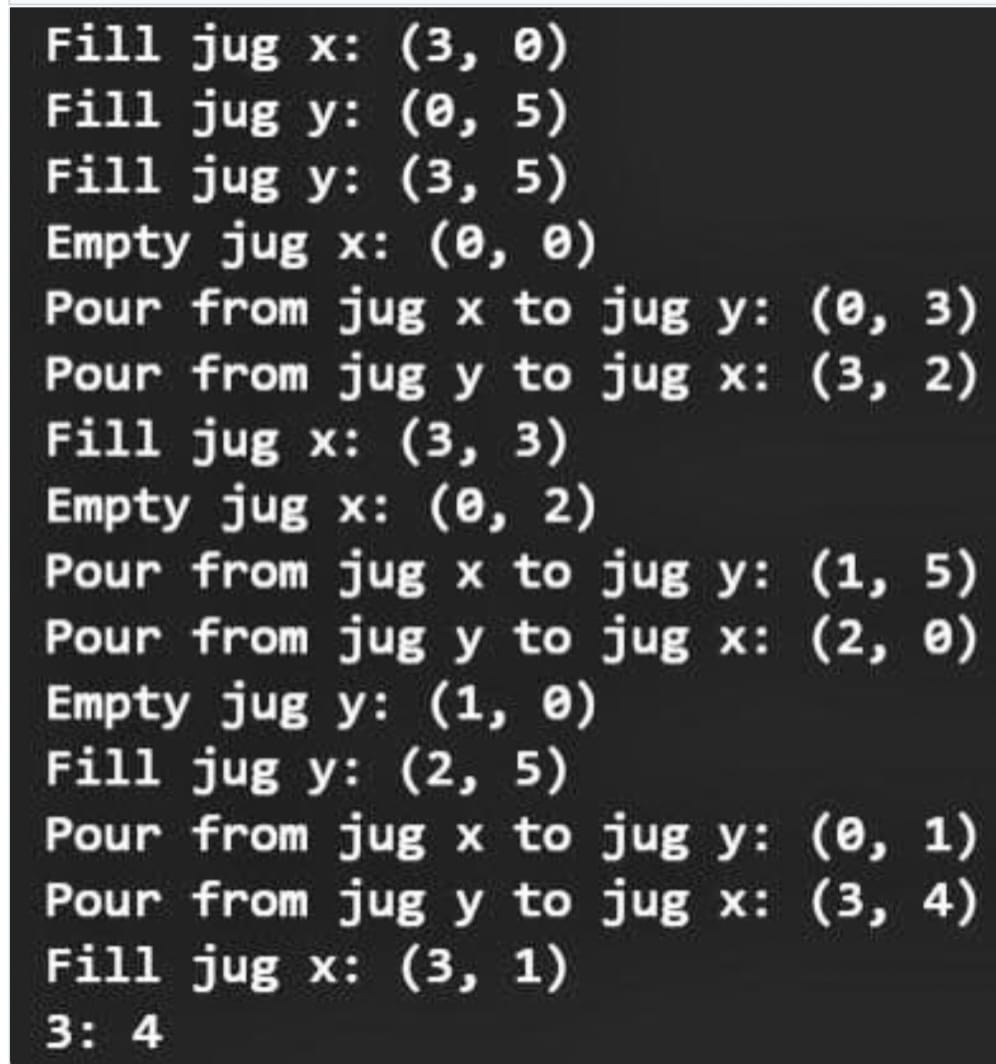 Fill jug x: (3, 0)
Fill jug y: (0, 5)
Fill jug y: (3, 5)
Empty jug x: (0, 0)
Pour from jug x to jug y: (0, 3)
Pour from jug y to jug x: (3, 2)
Fill jug x: (3, 3)
Empty jug x: (0, 2)
Pour from jug x to jug y: (1, 5)
Pour from jug y to jug x: (2, 0)
Empty jug y: (1, 0)
Fill jug y: (2, 5)
Pour from jug x to jug y: (0, 1)
Pour from jug y to jug x: (3, 4)
Fill jug x: (3, 1)
3: 4